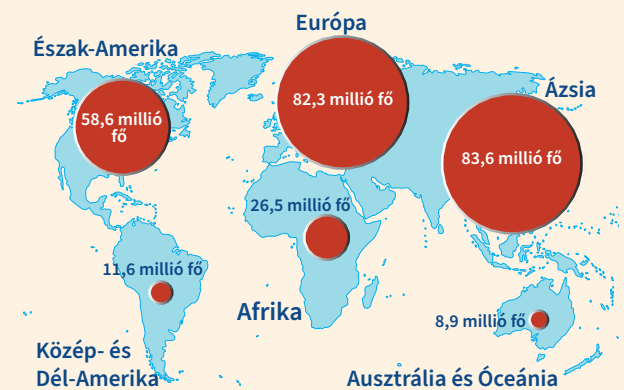 Európa
Észak-Amerika
82,3 millió fő
Ázsia
58,6 millió
fő
83,6 millió fő
26,5 millió fő
11,6 millió fő
Afrika
8,9 millió fő
Közép- és
Dél-Amerika
Ausztrália és Óceánia